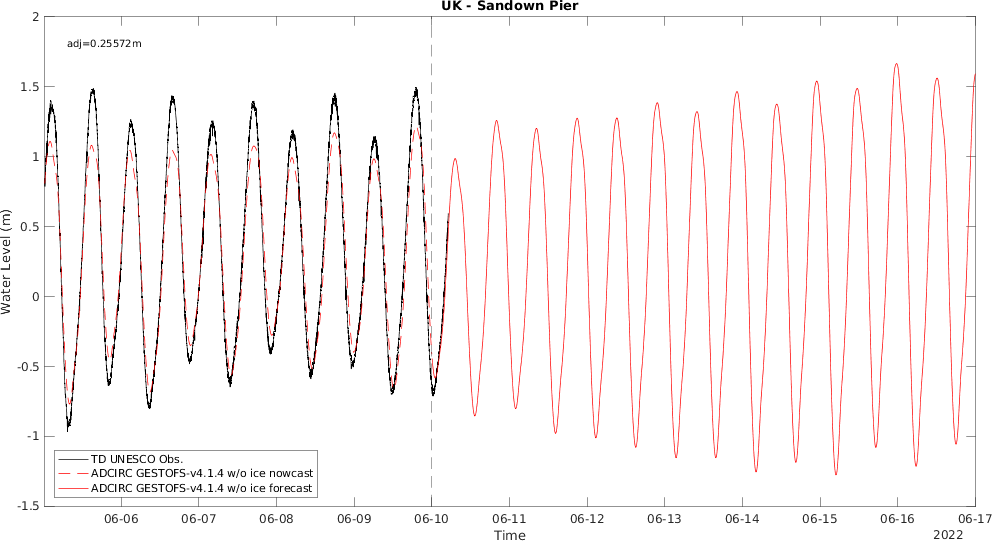 UK - Sandown Pier
adj=0.25572m
Water Level (m)
2
1.5
1
0.5
0
-0.5
-1
-1.5
TD UNESCO Obs.
ADCIRC GESTOFS-v4.1.4 w/o ice nowcast
ADCIRC GESTOFS-v4.1.4 w/o ice forecast
06-06 06-07 06-08 06-09 06-10 06-11 06-12 06-13 06-14 06-15 06-16 06-17
Time
2022